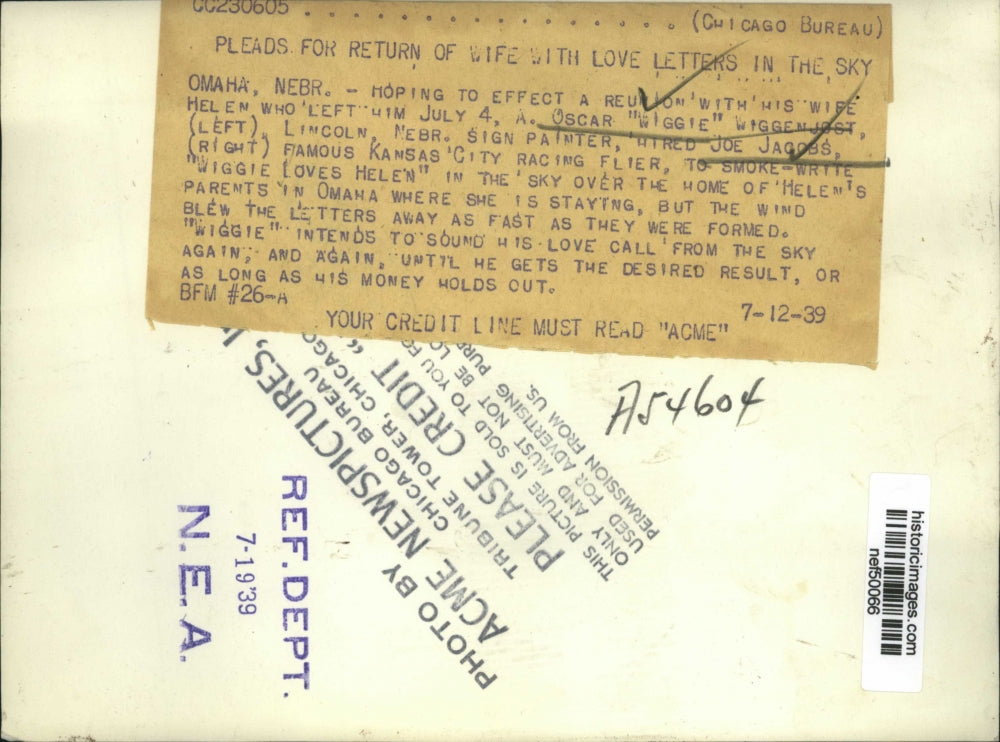 CC230605 . . . . . . . . . . . . . . . . . . . (CHICAGO BUREAU)
PLEADS FOR RETURN OF WIFE WITH LOVE LETTERS IN THE SKY
OMAHA, NEBR. - HOPING TO EFFECT A REUNION WITH HIS WIFE
HELEN WHO LEFT HIM JULY 4, A. OSCAR "WIGGIE" WIGGENJOST,
(LEFT), LINCOLN, NEBR. SIGN PAINTER, HIRED JOE JACOBS,
(RIGHT) FAMOUS KANSAS CITY RACING FLIER, TO SMOKE-WRITE
"WIGGIE LOVES HELEN" IN THE SKY OVER THE HOME OF HELEN'S
PARENTS IN OMAHA WHERE SHE IS STAYING, BUT THE WIND
BLEW THE LETTERS AWAY AS FAST AS THEY WERE FORMED.
"WIGGIE" INTENDS TO SOUND HIS LOVE CALL FROM THE SKY
AGAIN, AND AGAIN, UNTIL HE GETS THE DESIRED RESULT, OR
AS LONG AS HIS MONEY HOLDS OUT.
BFM #26-A 7-12-39
YOUR CREDIT LINE MUST READ "ACME"
A54604
PHOTO BY
ACME NEWSPICTURES,
CHICAGO BUREAU
TRIBUNE TOWER, CHICAGO
PLEASE CREDIT "
THIS PICTURE IS SOLD TO YOU
ONLY AND MUST NOT BE
USED FOR ADVERTISING
PERMISSION FROM US.
REF. DEPT.
7-19'39
N.E.A.
historicimages.com
nef50066